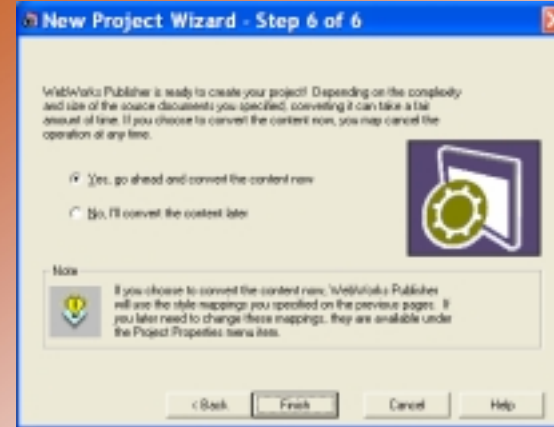 New Project Wizard - Step 6 of 6
WebWorks Publisher is ready to create your project! Depending on the complexity
and size of the source documents you specified, converting it can take a fair
amount of time. If you choose to convert the content now, you may cancel the
operation at any time.
Yes, go ahead and convert the content now
No, I'll convert the content later
Note
If you choose to convert the content now, WebWorks Publisher
will use the style mappings you specified on the previous pages. If
you later need to change these mappings, they are available under
the Project Properties menu item.
< Back Finish Cancel Help